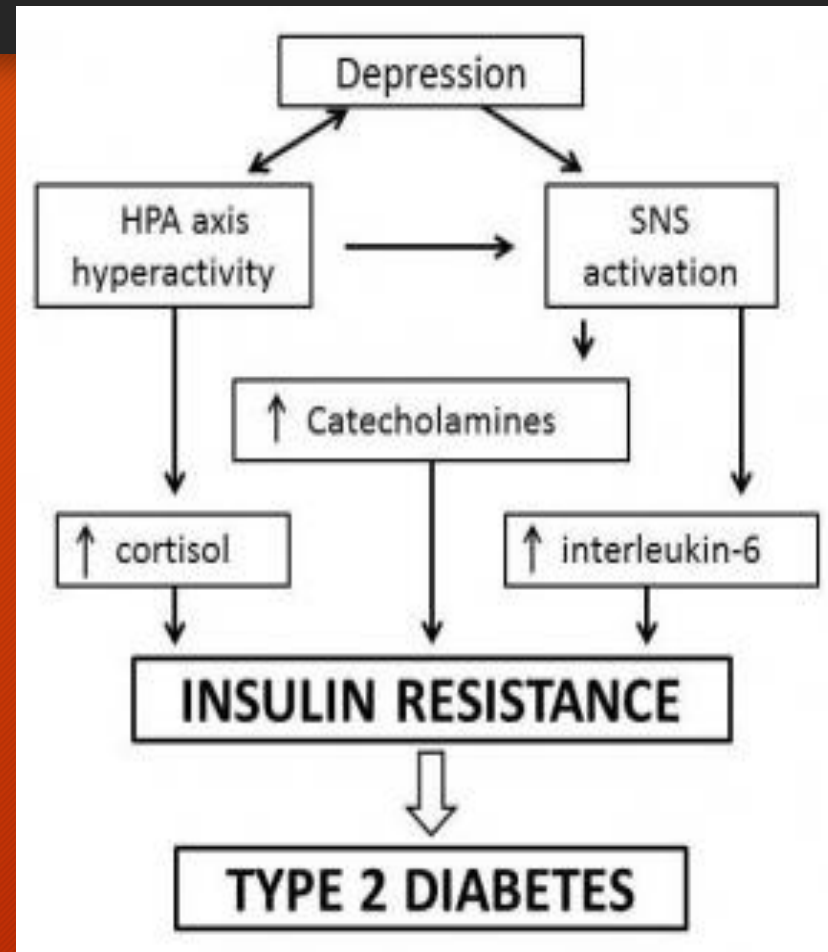 Depression
HPA axis
hyperactivity
SNS
activation
↑ Catecholamines
↑ cortisol
↑ interleukin-6
INSULIN RESISTANCE
TYPE 2 DIABETES